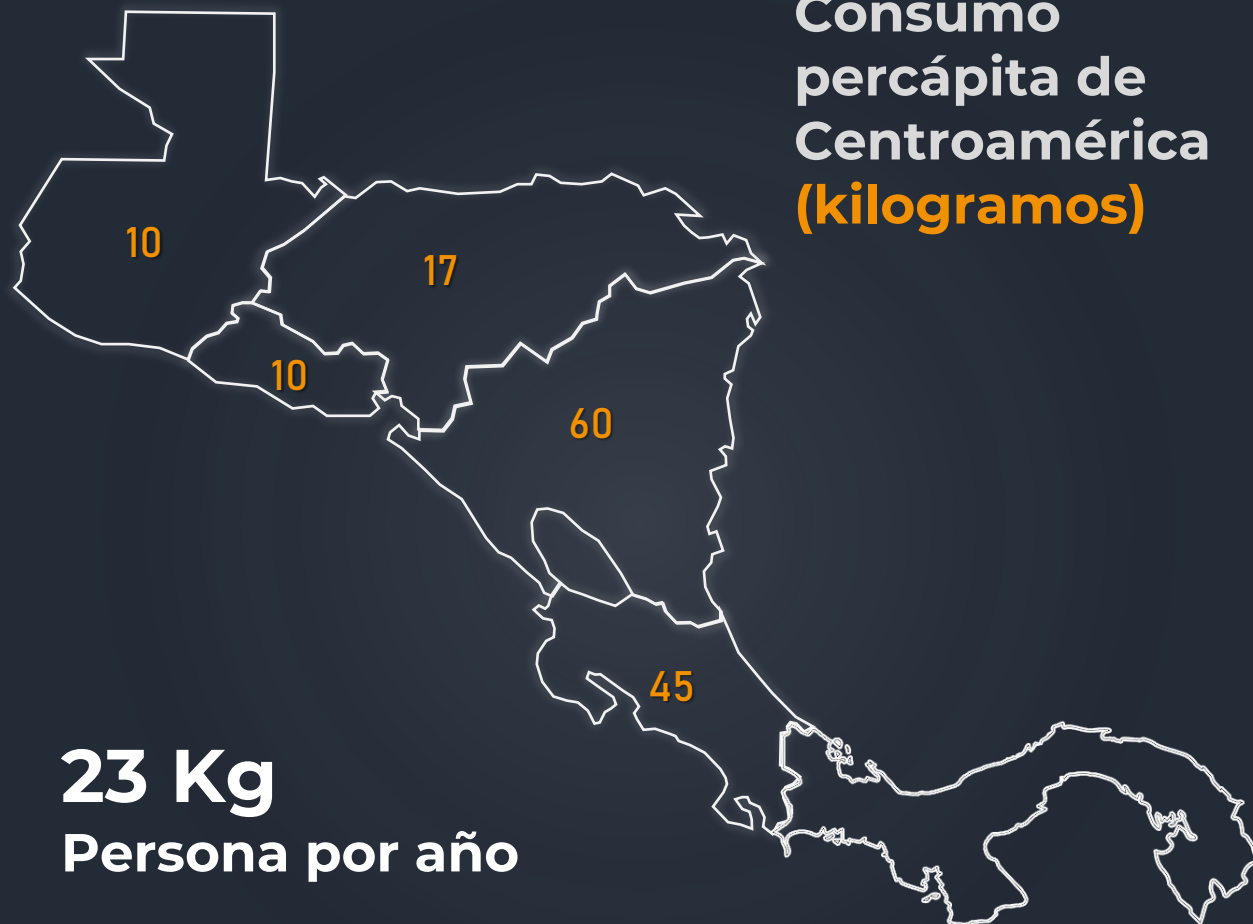 Consumo
percápita de
Centroamérica
(kilogramos)
10
17
10
60
45
23 Kg
Persona por año